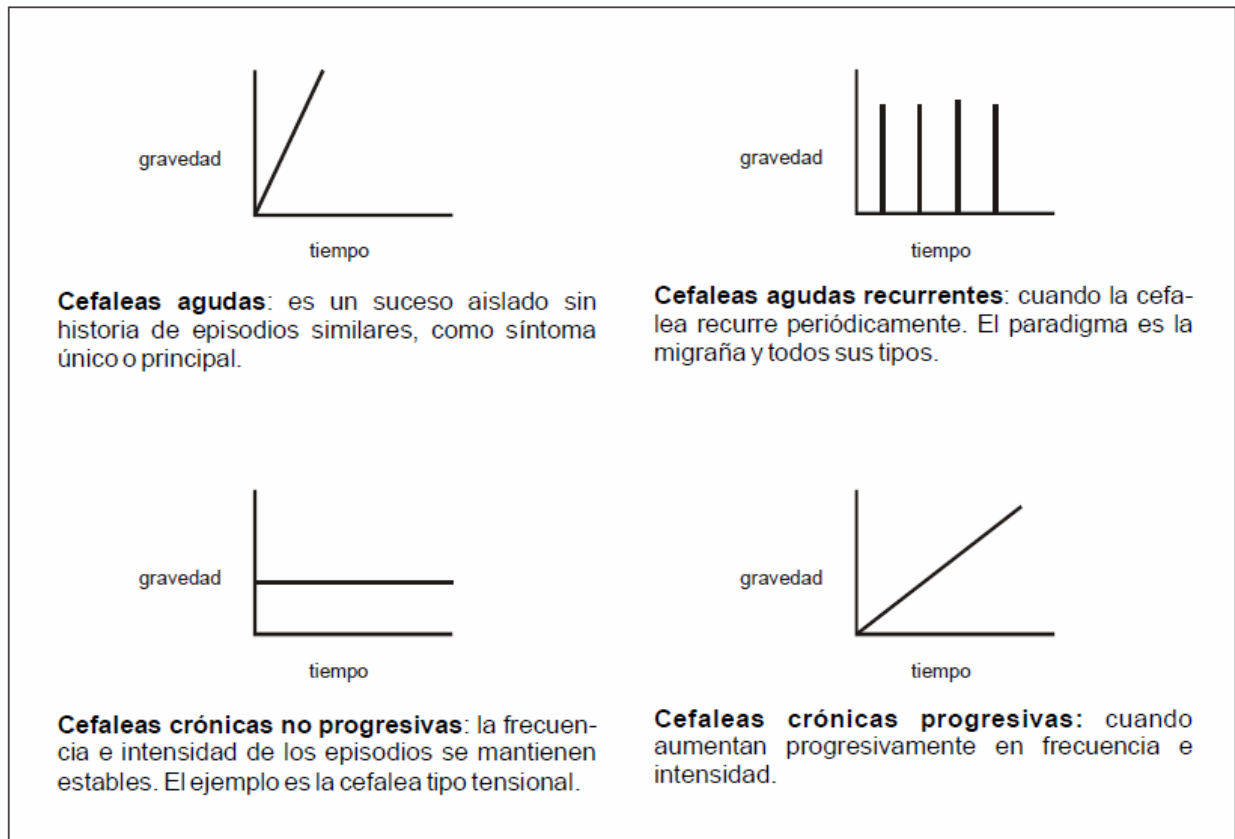 gravedad
tiempo
Cefaleas agudas: es un suceso aislado sin
historia de episodios similares, como síntoma
único o principal.
gravedad
tiempo
Cefaleas agudas recurrentes: cuando la cefa-
lea recurre periódicamente. El paradigma es la
migraña y todos sus tipos.
gravedad
tiempo
Cefaleas crónicas no progresivas: la frecuen-
cia e intensidad de los episodios se mantienen
estables. El ejemplo es la cefalea tipo tensional.
gravedad
tiempo
Cefaleas crónicas progresivas: cuando
aumentan progresivamente en frecuencia e
intensidad.